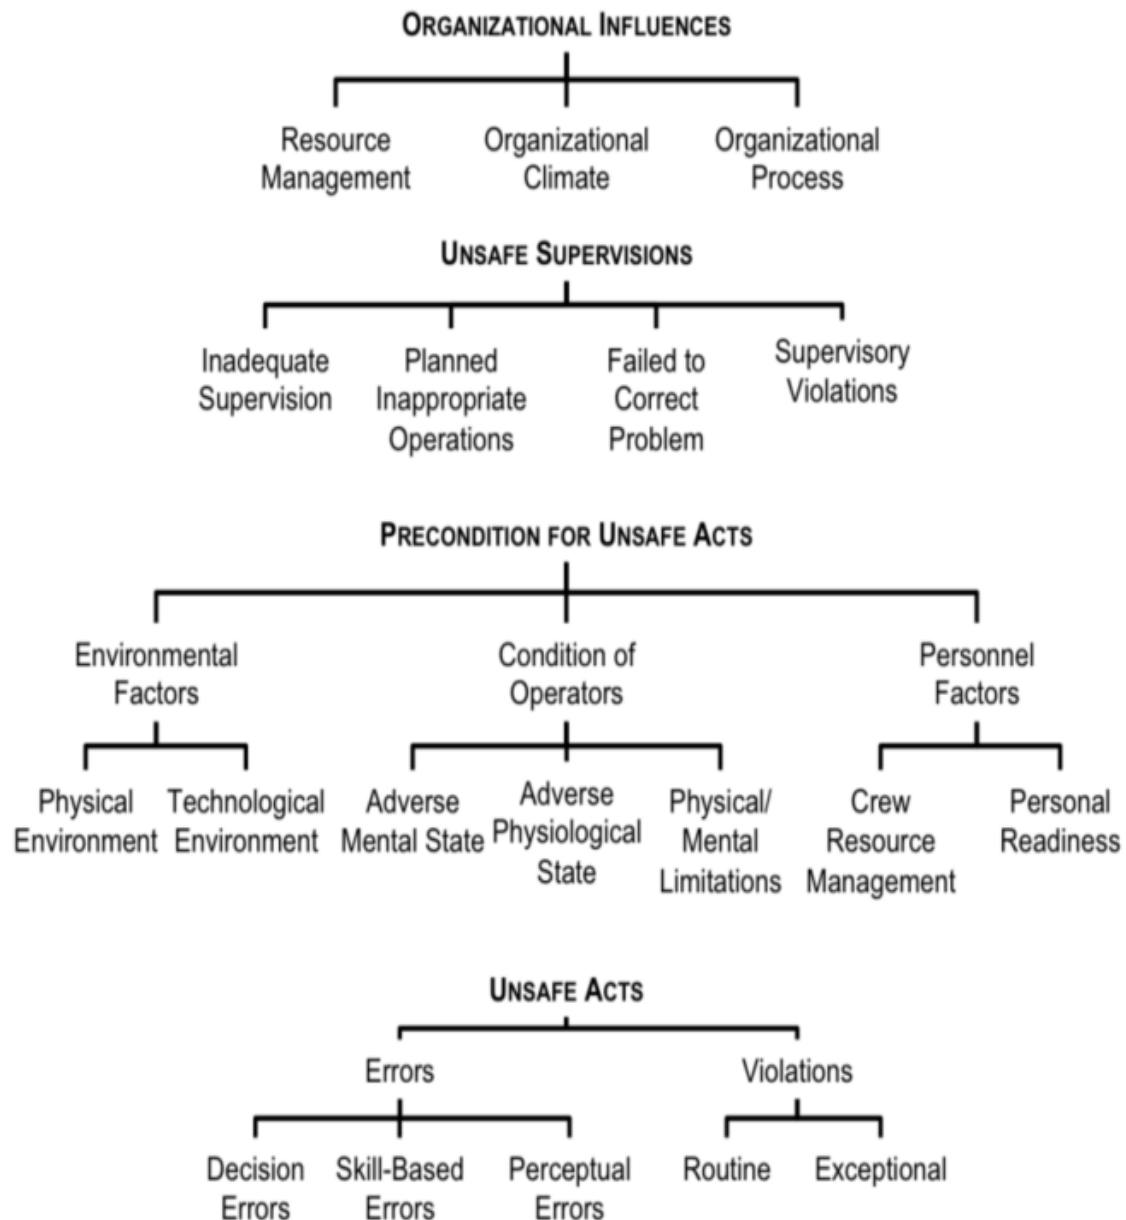 ORGANIZATIONAL INFLUENCES
Resource
Management
Organizational
Climate
Organizational
Process
UNSAFE SUPERVISIONS
Inadequate
Supervision
Planned
Inappropriate
Operations
Failed to
Correct
Problem
Supervisory
Violations
PRECONDITION FOR UNSAFE ACTS
Environmental
Factors
Condition of
Operators
Personnel
Factors
Physical
Environment
Technological
Environment
Adverse
Mental State
Adverse
Physiological
State
Physical/
Mental
Limitations
Crew
Resource
Management
Personal
Readiness
UNSAFE ACTS
Errors
Violations
Decision
Errors
Skill-Based
Errors
Perceptual
Errors
Routine
Exceptional